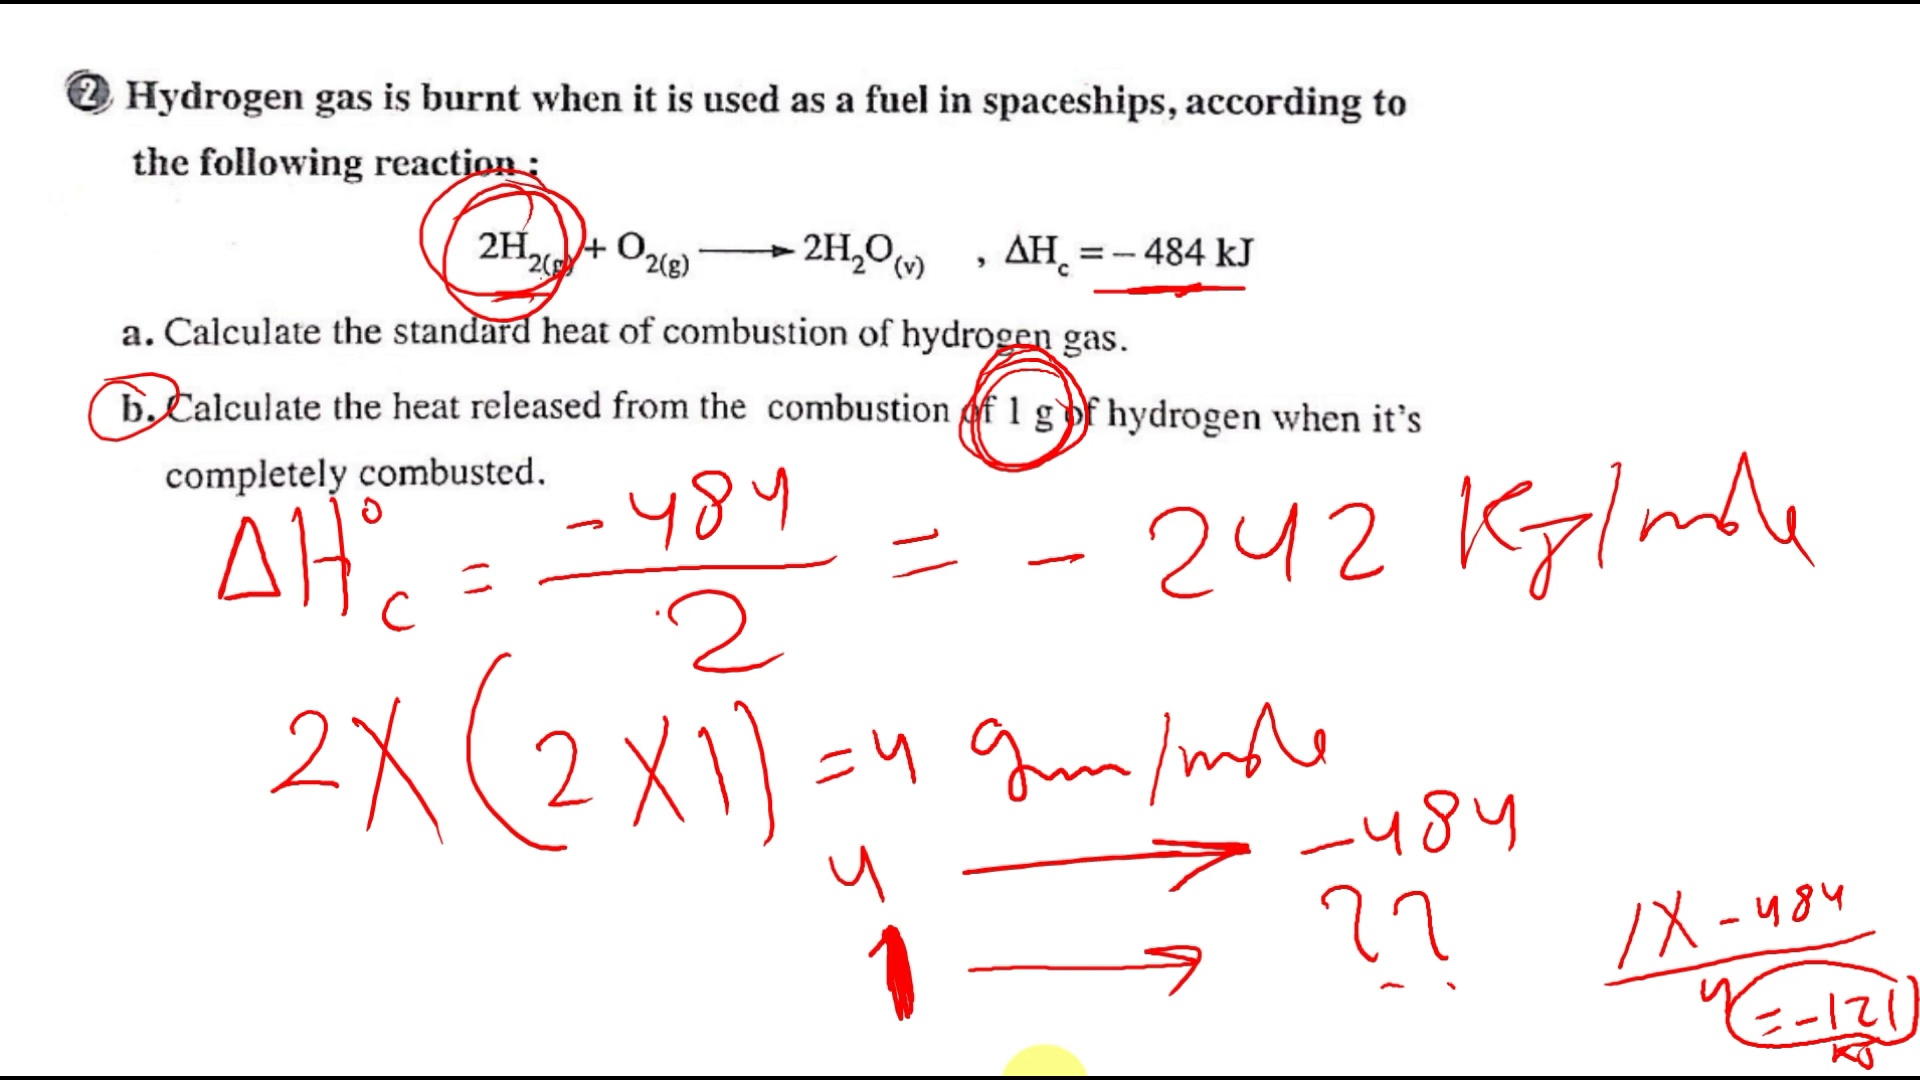 2 Hydrogen gas is burnt when it is used as a fuel in spaceships, according to
the following reaction :
2H₂(g) + O₂(g) ⟶ 2H₂O(v) , ΔHc = – 484 kJ
a. Calculate the standard heat of combustion of hydrogen gas.
b. Calculate the heat released from the combustion of 1 g of hydrogen when it's
completely combusted.
ΔH°c = -484 / 2 = - 242 KJ/mole
2X (2X1) = 4 gm/mole
4 ⟶ -484
1 ⟶ ??
1X -484 / 4 = -121 KJ